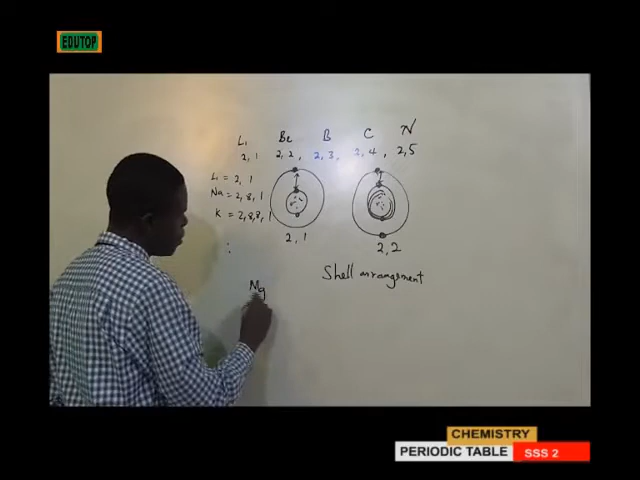 EDUTOP
Li Be B C N
2,1 2,2, 2,3, 2,4, 2,5
Li = 2, 1
Na = 2, 8, 1
K = 2,8,8, 1
:
2, 1
2, 2
Shell arrangement
Mg
CHEMISTRY
PERIODIC TABLE SSS 2